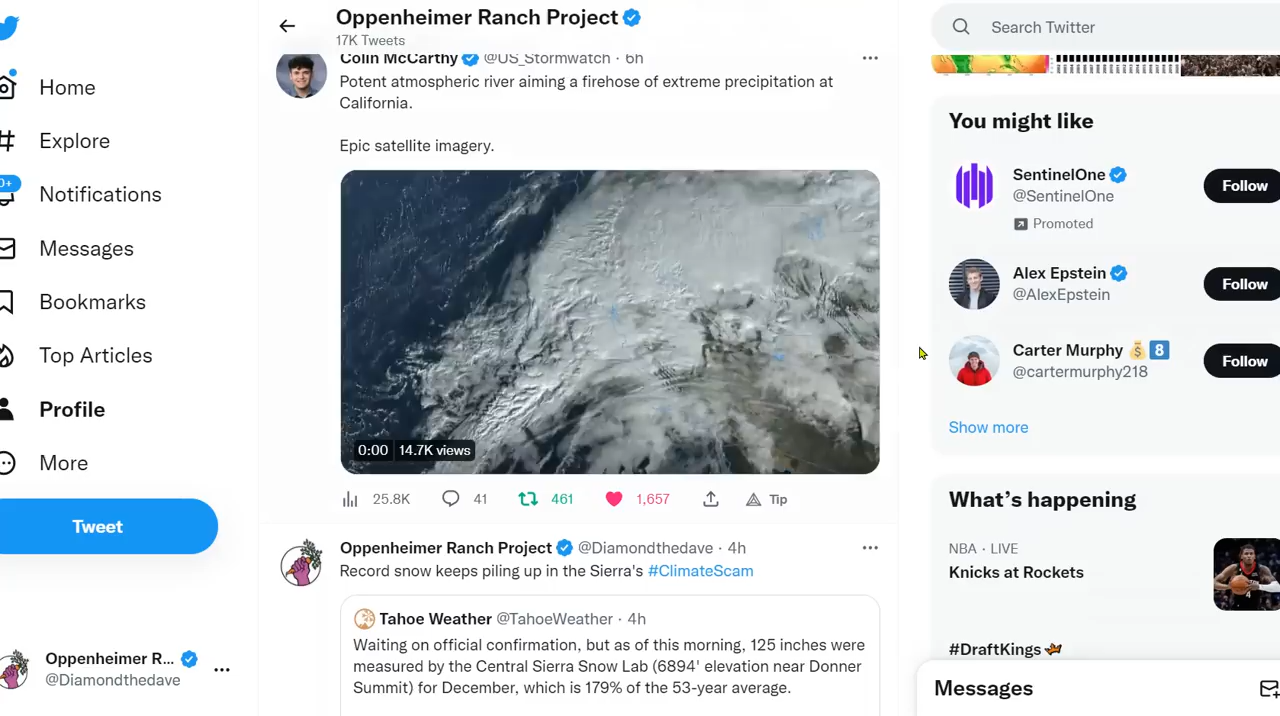 Oppenheimer Ranch Project
17K Tweets
Search Twitter
Home
Explore
0+
Notifications
Messages
Bookmarks
Top Articles
Profile
More
Tweet
Oppenheimer R...
@Diamondthedave
Colin McCarthy @US_Stormwatch · 6h
Potent atmospheric river aiming a firehose of extreme precipitation at
California.
Epic satellite imagery.
0:00 14.7K views
25.8K 41 461 1,657 Tip
Oppenheimer Ranch Project @Diamondthedave · 4h
Record snow keeps piling up in the Sierra's #ClimateScam
Tahoe Weather @TahoeWeather · 4h
Waiting on official confirmation, but as of this morning, 125 inches were
measured by the Central Sierra Snow Lab (6894' elevation near Donner
Summit) for December, which is 179% of the 53-year average.
You might like
SentinelOne
@SentinelOne
Promoted
Follow
Alex Epstein
@AlexEpstein
Follow
Carter Murphy 💰8️
@cartermurphy218
Follow
Show more
What's happening
NBA · LIVE
Knicks at Rockets
#DraftKings
Messages